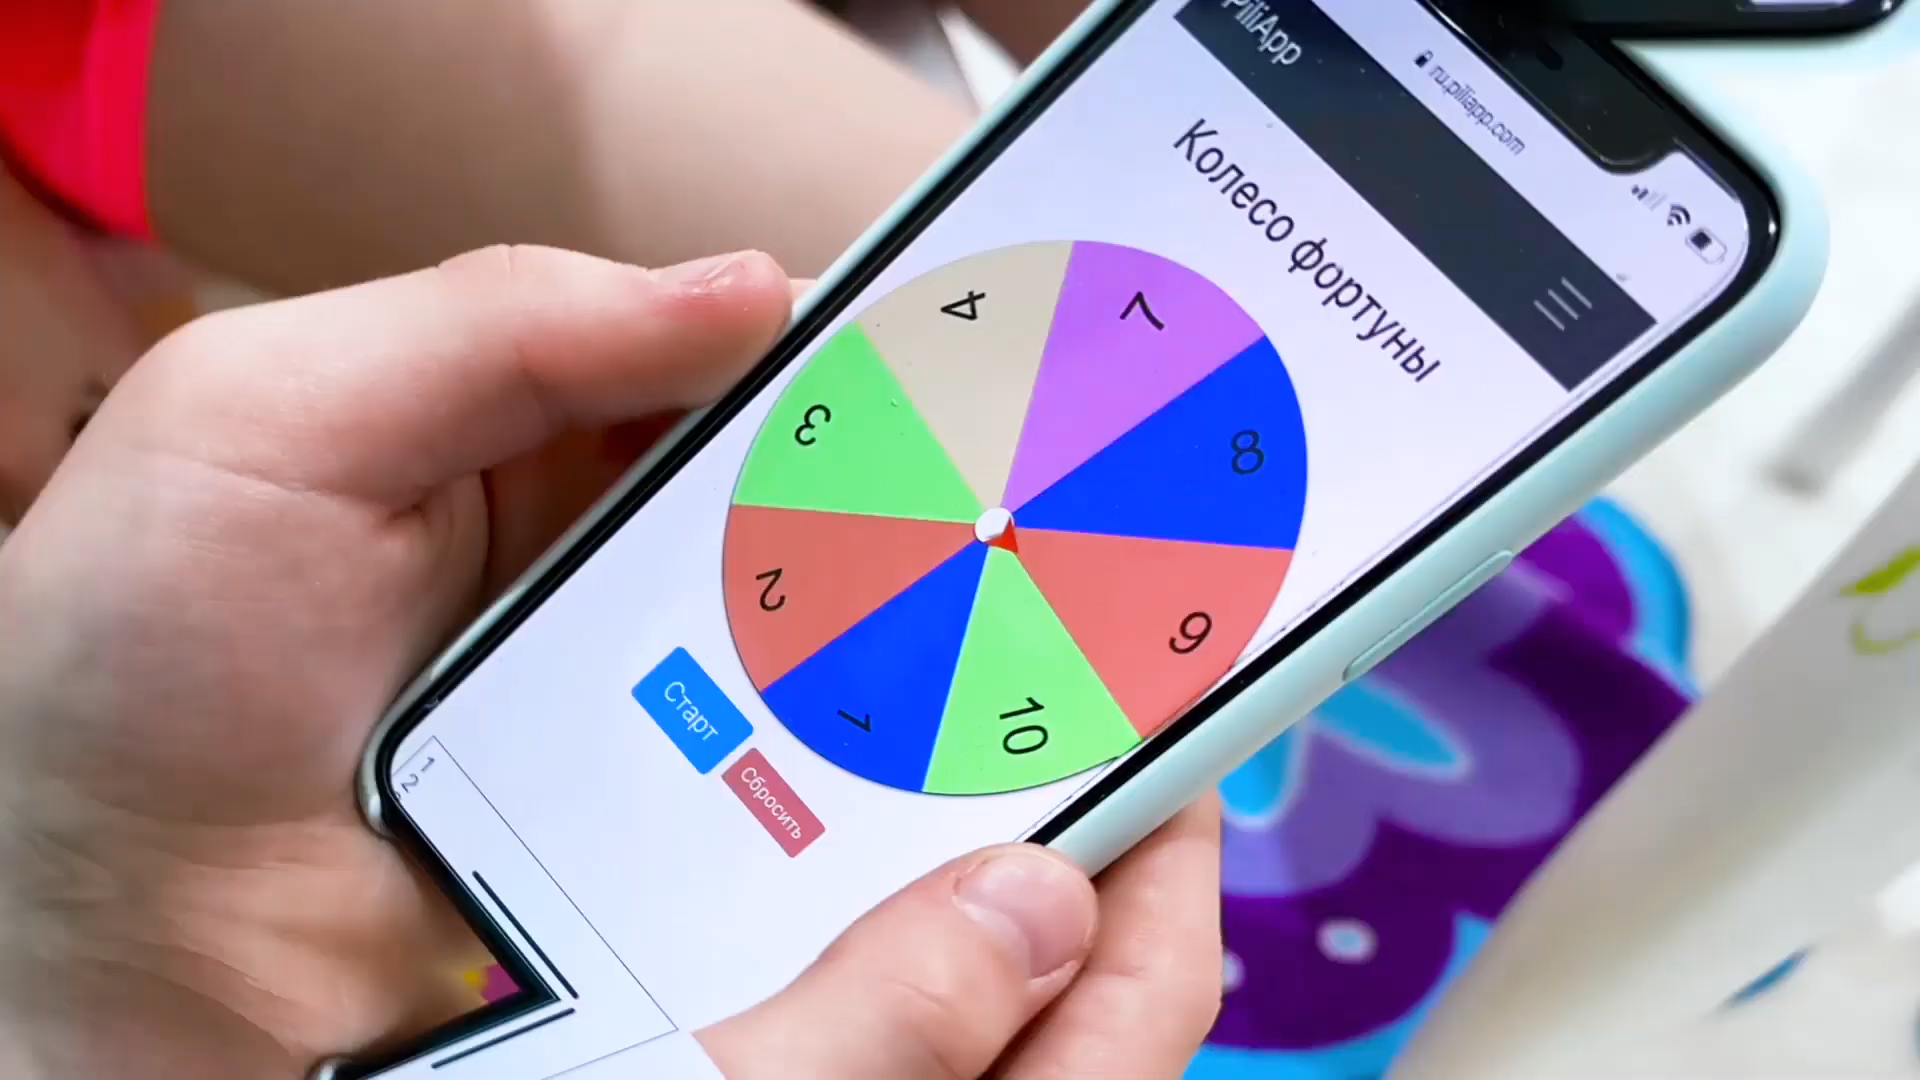 ru.piliapp.com
PiliApp
Колесо фортуны
4
7
8
9
10
1
2
3
Старт
Сбросить
1
2